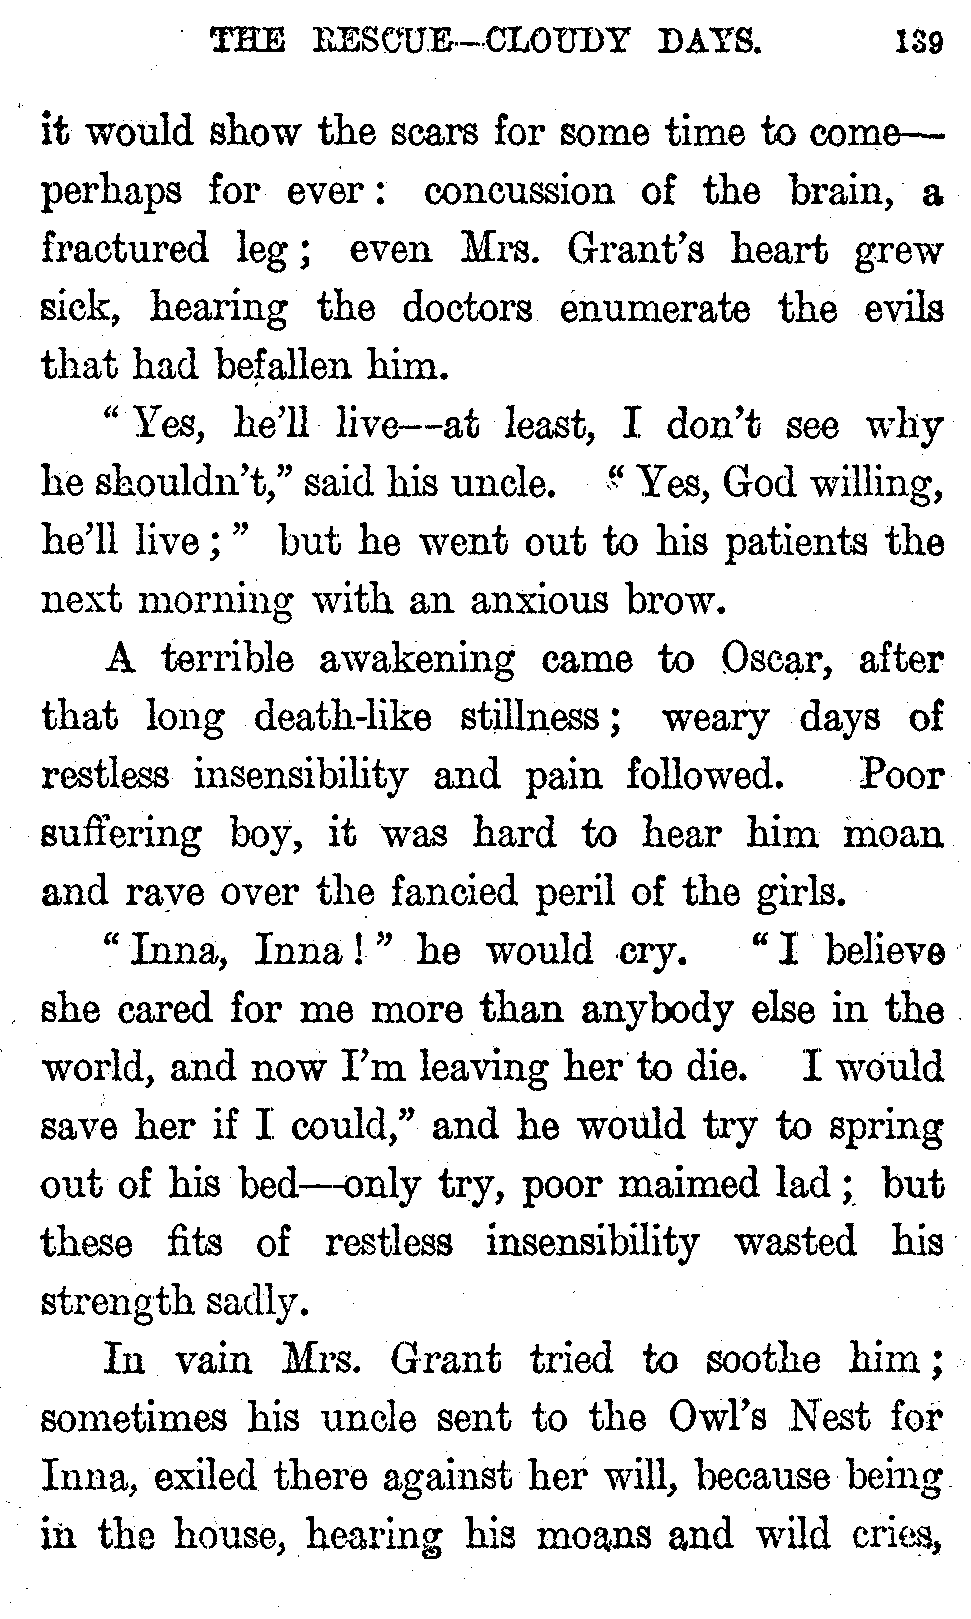 THE RESCUE—CLOUDY DAYS. 139
it would show the scars for some time to come—
perhaps for ever: concussion of the brain, a
fractured leg; even Mrs. Grant's heart grew
sick, hearing the doctors enumerate the evils
that had befallen him.
"Yes, he'll live—at least, I don't see why
he shouldn't," said his uncle. "Yes, God willing,
he'll live;" but he went out to his patients the
next morning with an anxious brow.
A terrible awakening came to Oscar, after
that long death-like stillness; weary days of
restless insensibility and pain followed. Poor
suffering boy, it was hard to hear him moan
and rave over the fancied peril of the girls.
"Inna, Inna!" he would cry. "I believe
she cared for me more than anybody else in the
world, and now I'm leaving her to die. I would
save her if I could," and he would try to spring
out of his bed—only try, poor maimed lad; but
these fits of restless insensibility wasted his
strength sadly.
In vain Mrs. Grant tried to soothe him;
sometimes his uncle sent to the Owl's Nest for
Inna, exiled there against her will, because being
in the house, hearing his moans and wild cries,